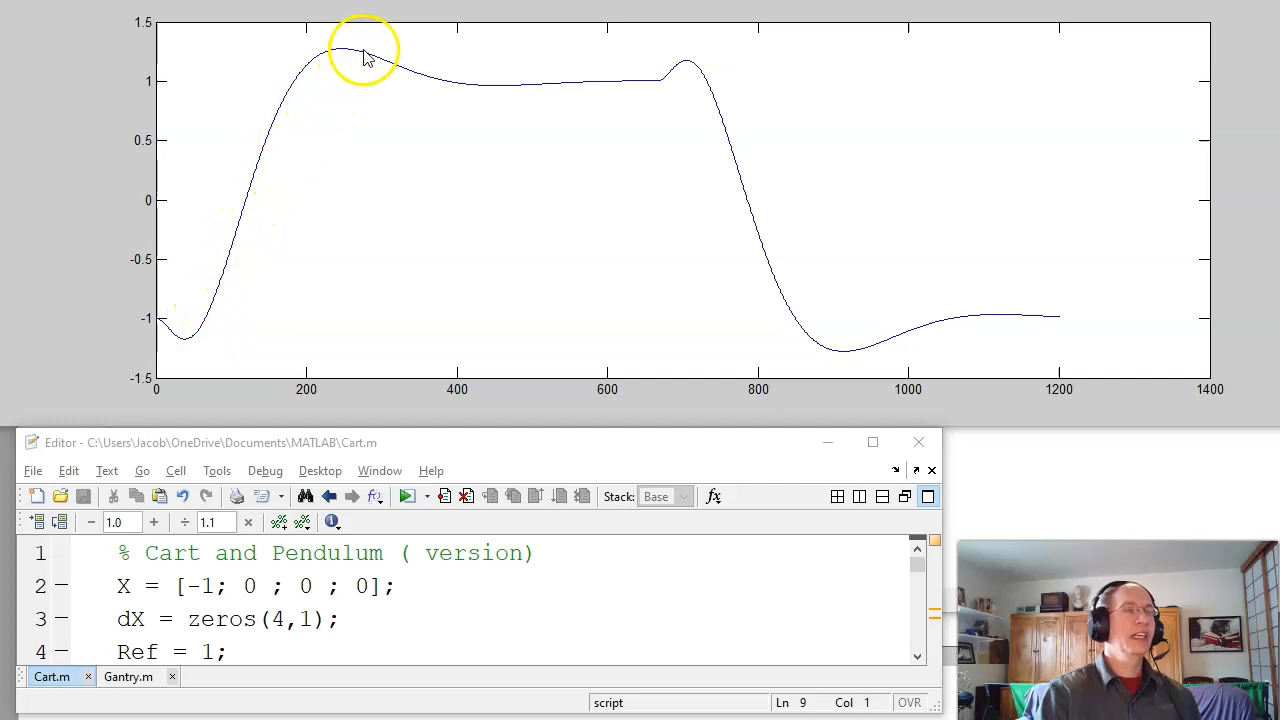 1.5
1
0.5
0
-0.5
-1
-1.5
0 200 400 600 800 1000 1200 1400
Editor - C:\Users\Jacob\OneDrive\Documents\MATLAB\Cart.m
File Edit Text Go Cell Tools Debug Desktop Window Help
Stack: Base fx
1.0 1.1
1 % Cart and Pendulum ( version)
2 X = [-1; 0 ; 0 ; 0];
3 dX = zeros(4,1);
4 Ref = 1;
Cart.m Gantry.m
script Ln 9 Col 1 OVR